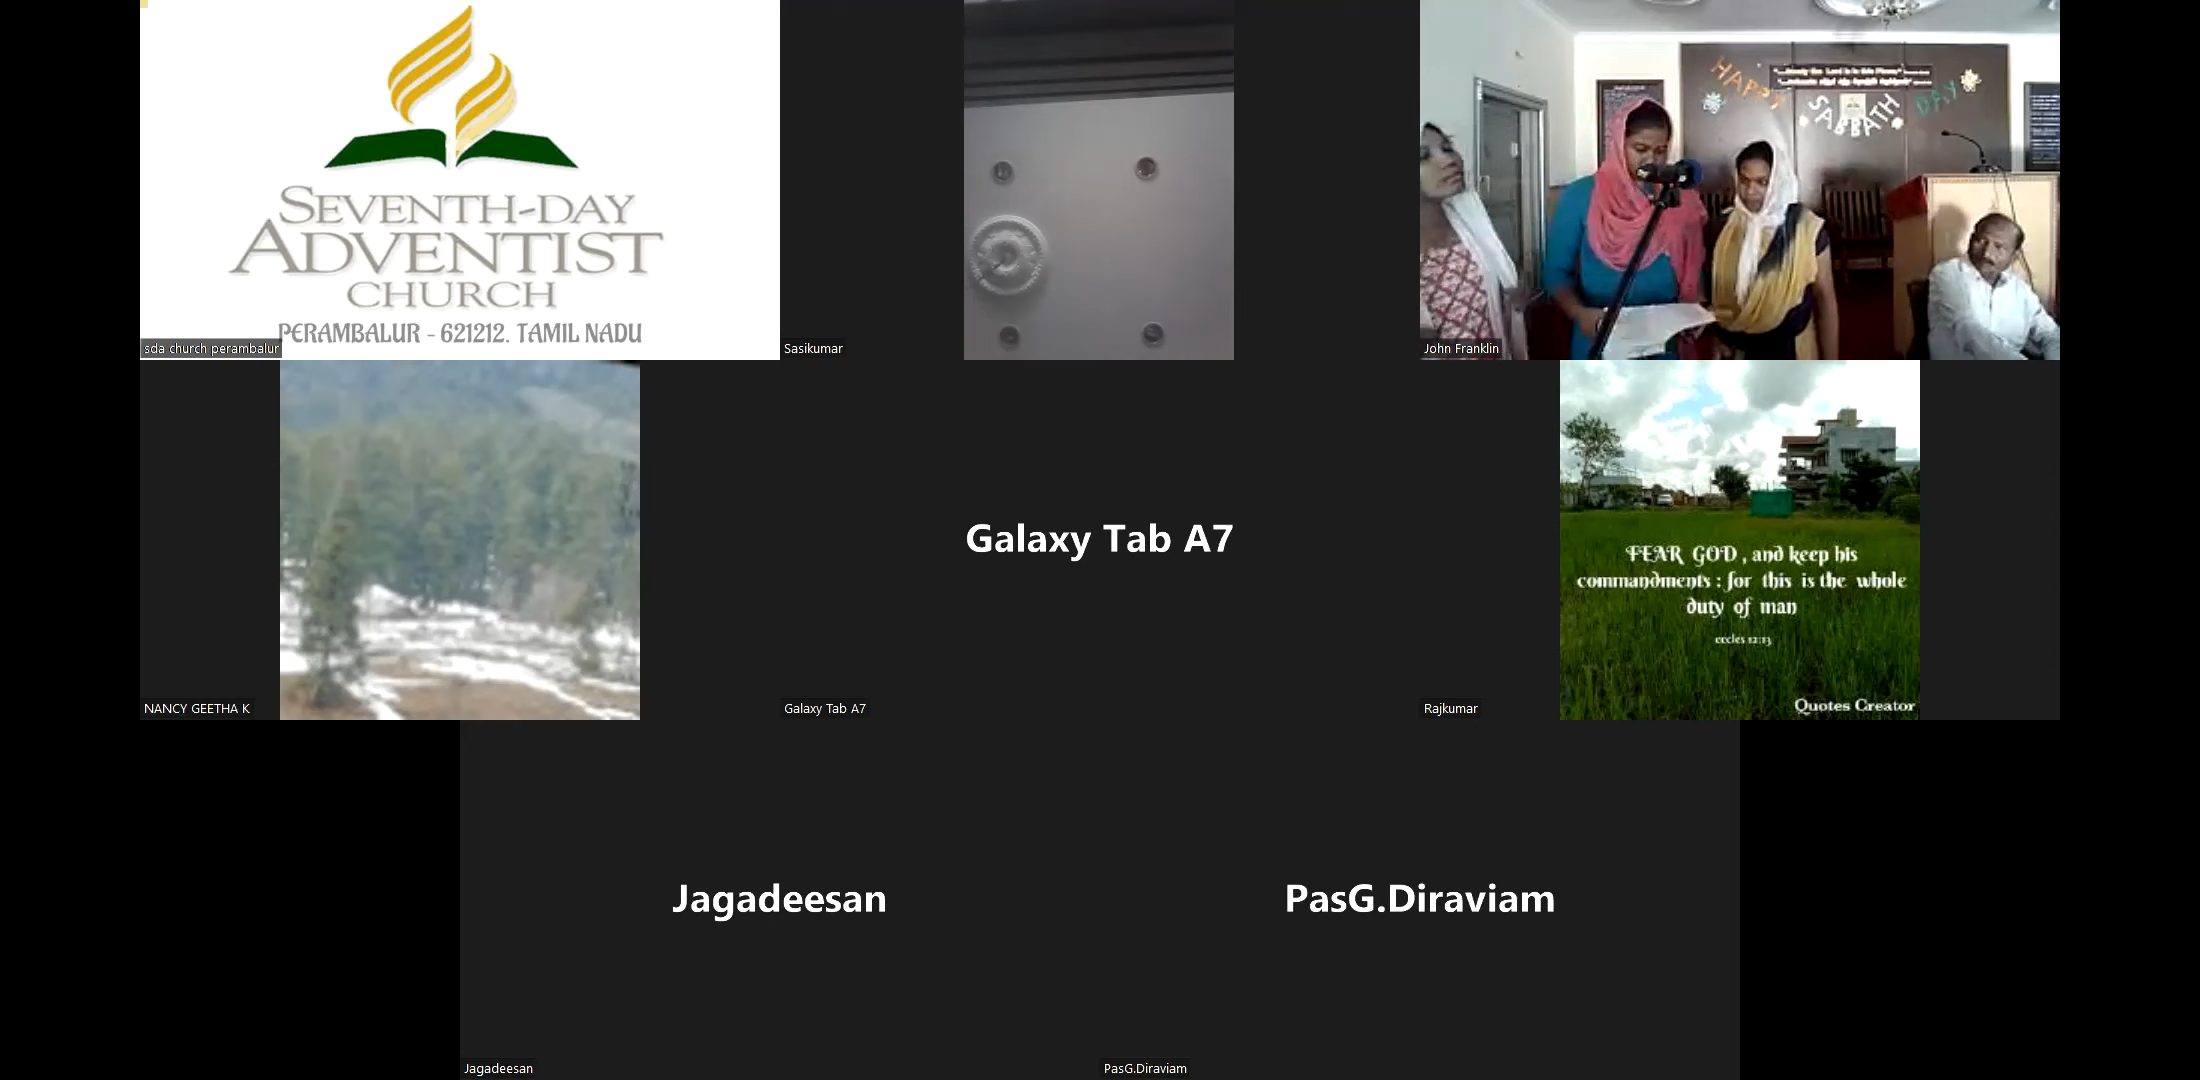 SEVENTH-DAY
ADVENTIST
CHURCH
PERAMBALUR - 621212. TAMIL NADU
sda church perambalur
Sasikumar
HAPPY
SABBATH
DAY
John Franklin
NANCY GEETHA K
Galaxy Tab A7
Galaxy Tab A7
FEAR GOD , and keep his
commandments : for this is the whole
duty of man
eccles 12:13
Quotes Creator
Rajkumar
Jagadeesan
Jagadeesan
PasG.Diraviam
PasG.Diraviam